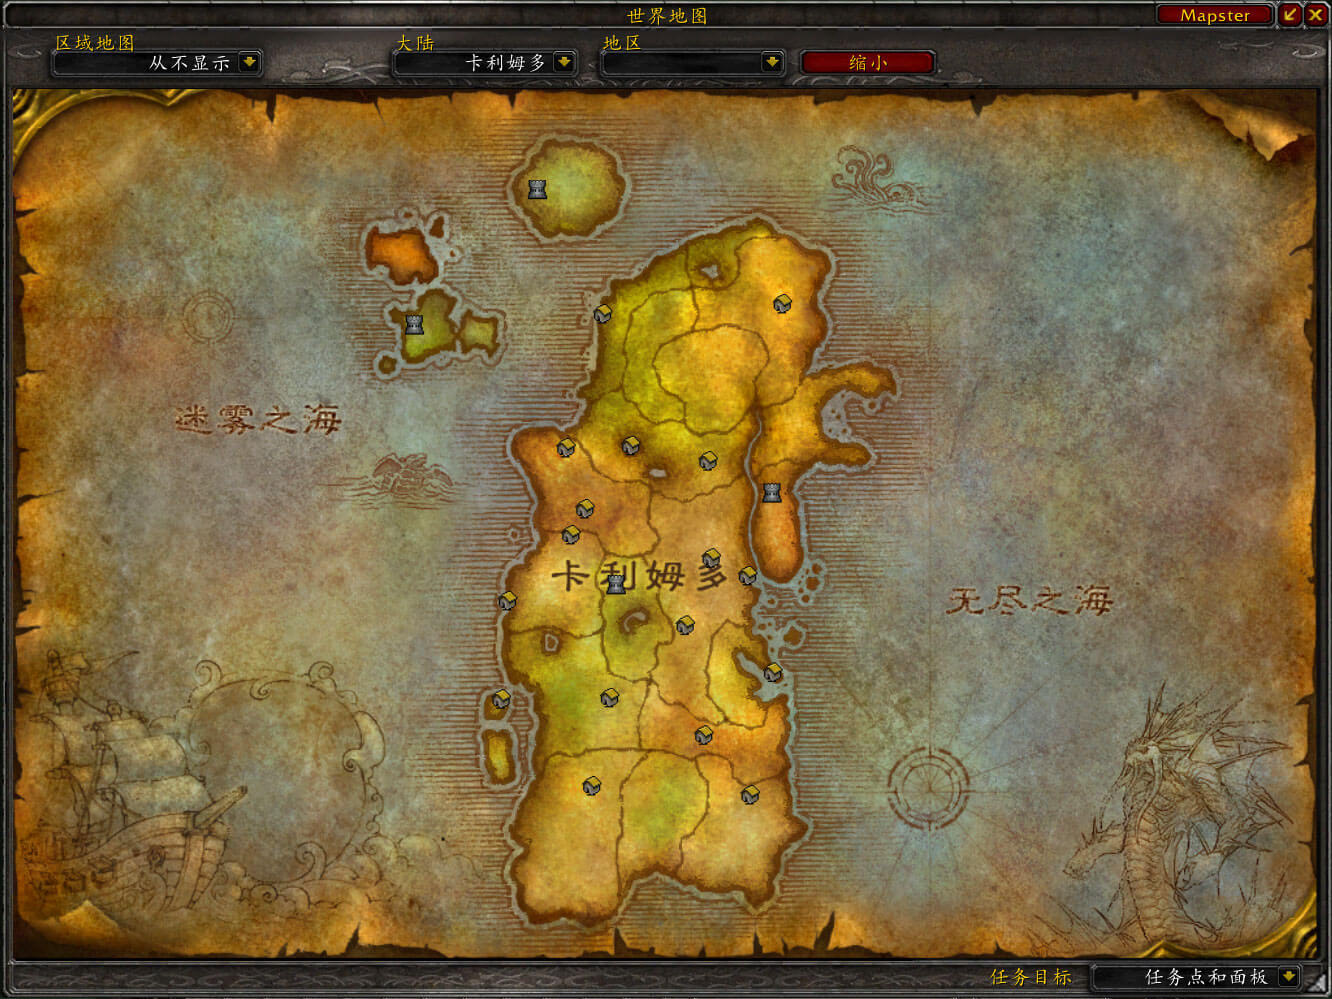 世界地图
Mapster
区域地图
大陆
地区
从不显示
卡利姆多
缩小
迷雾之海
卡利姆多
无尽之海
任务目标
任务点和面板